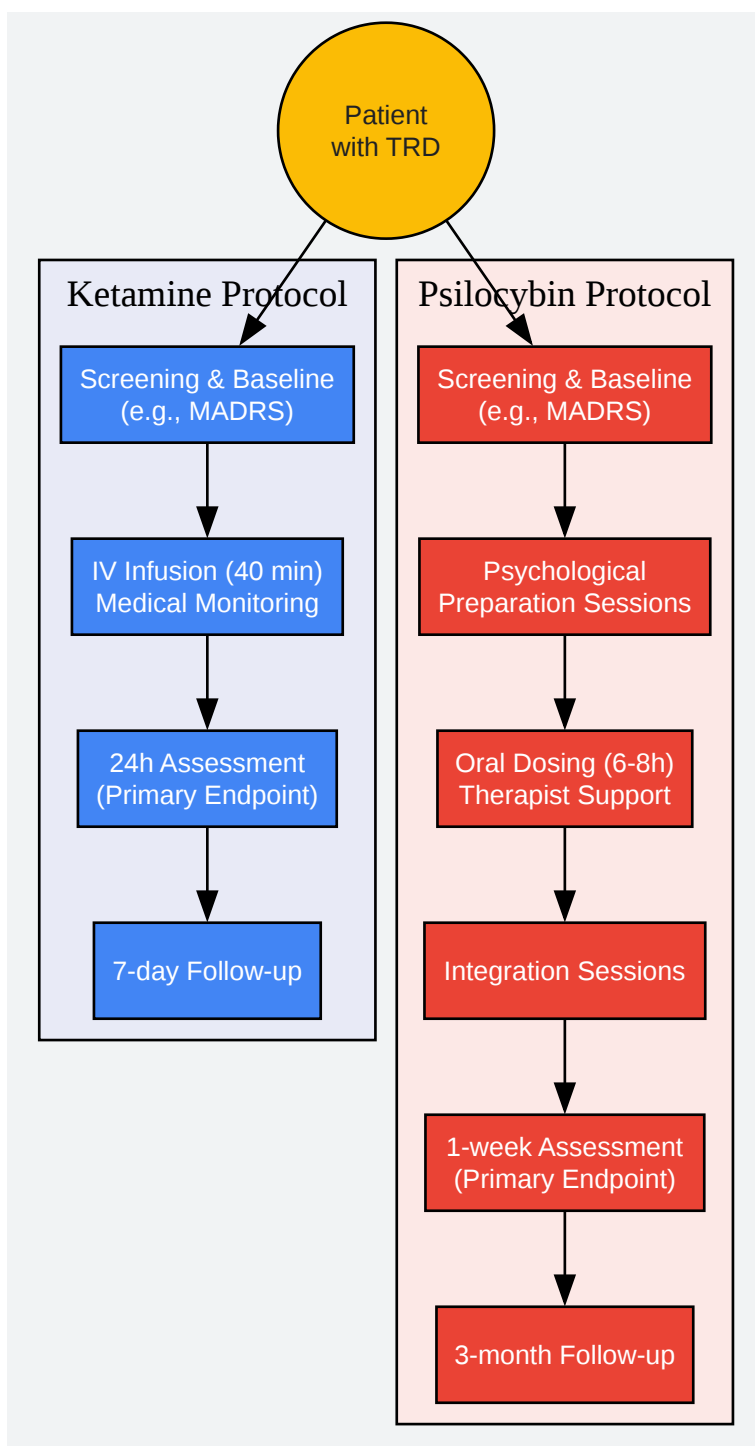 Patient
with TRD
Ketamine Protocol
Screening & Baseline
(e.g., MADRS)
IV Infusion (40 min)
Medical Monitoring
24h Assessment
(Primary Endpoint)
7-day Follow-up
Psilocybin Protocol
Screening & Baseline
(e.g., MADRS)
Psychological
Preparation Sessions
Oral Dosing (6-8h)
Therapist Support
Integration Sessions
1-week Assessment
(Primary Endpoint)
3-month Follow-up